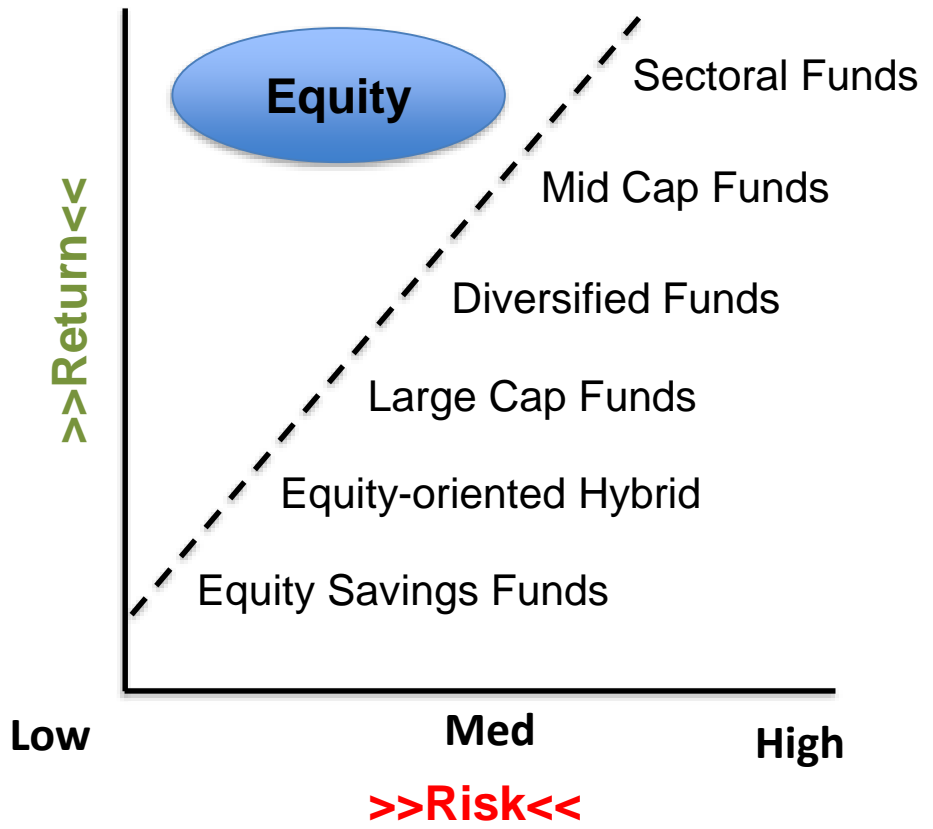 Equity
Sectoral Funds
Mid Cap Funds
Diversified Funds
Large Cap Funds
Equity-oriented Hybrid
Equity Savings Funds
>>Return<<
Low
Med
High
>>Risk<<